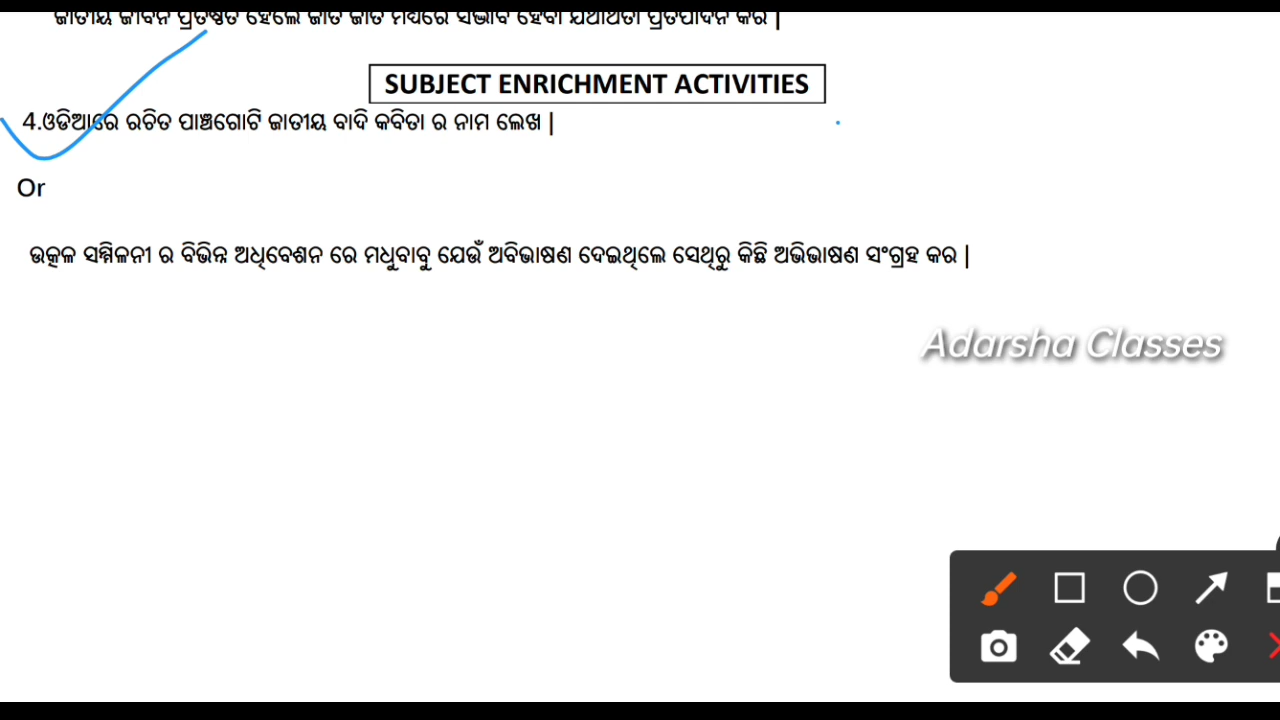 ଜାତୀୟ ଜୀବନ ପ୍ରତିଷ୍ଠିତ ହେଲେ ଜାତି ଜାତି ମଧ୍ୟରେ ସଦ୍ଭାବ ହେବା ଯଥାର୍ଥତା ପ୍ରତିପାଦନ କର |
SUBJECT ENRICHMENT ACTIVITIES
4.ଓଡିଆରେ ରଚିତ ପାଞ୍ଚଗୋଟି ଜାତୀୟ ବାଦି କବିତା ର ନାମ ଲେଖ |
Or
ଉତ୍କଳ ସମ୍ମିଳନୀ ର ବିଭିନ୍ନ ଅଧିବେଶନ ରେ ମଧୁବାବୁ ଯେଉଁ ଅବିଭାଷଣ ଦେଇଥିଲେ ସେଥିରୁ କିଛି ଅଭିଭାଷଣ ସଂଗ୍ରହ କର |
Adarsha Classes